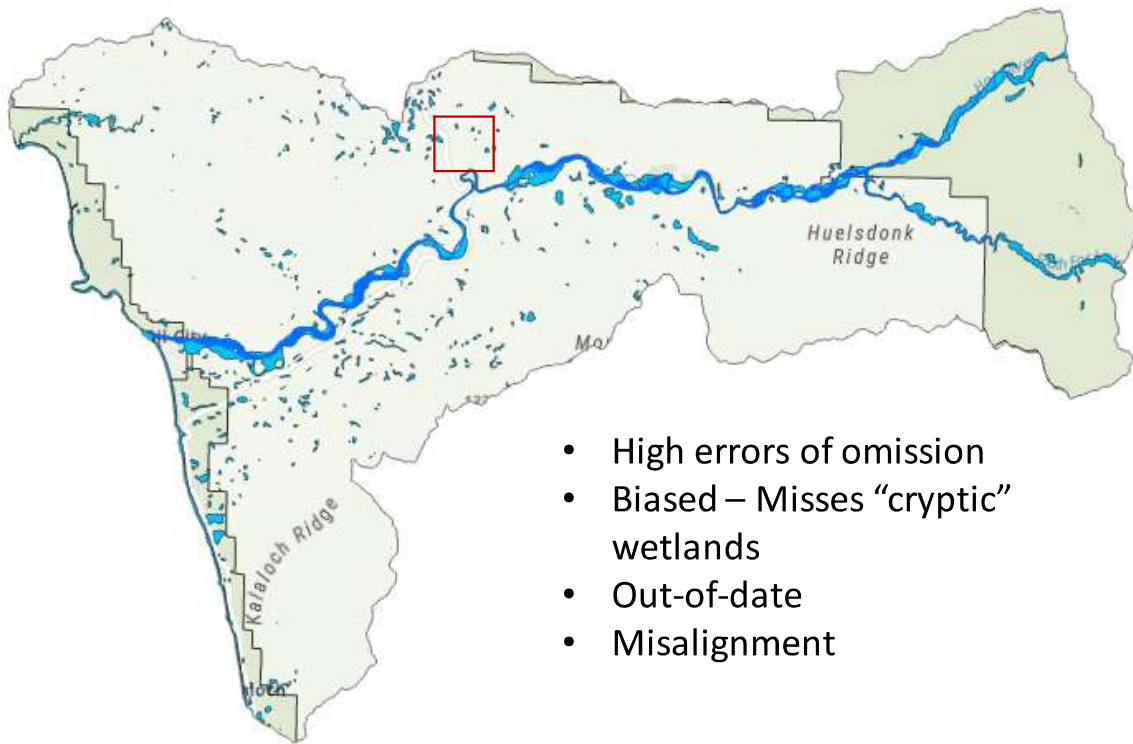 Huelsdonk
Ridge
Kalaloch Ridge
• High errors of omission
• Biased – Misses “cryptic”
wetlands
• Out-of-date
• Misalignment